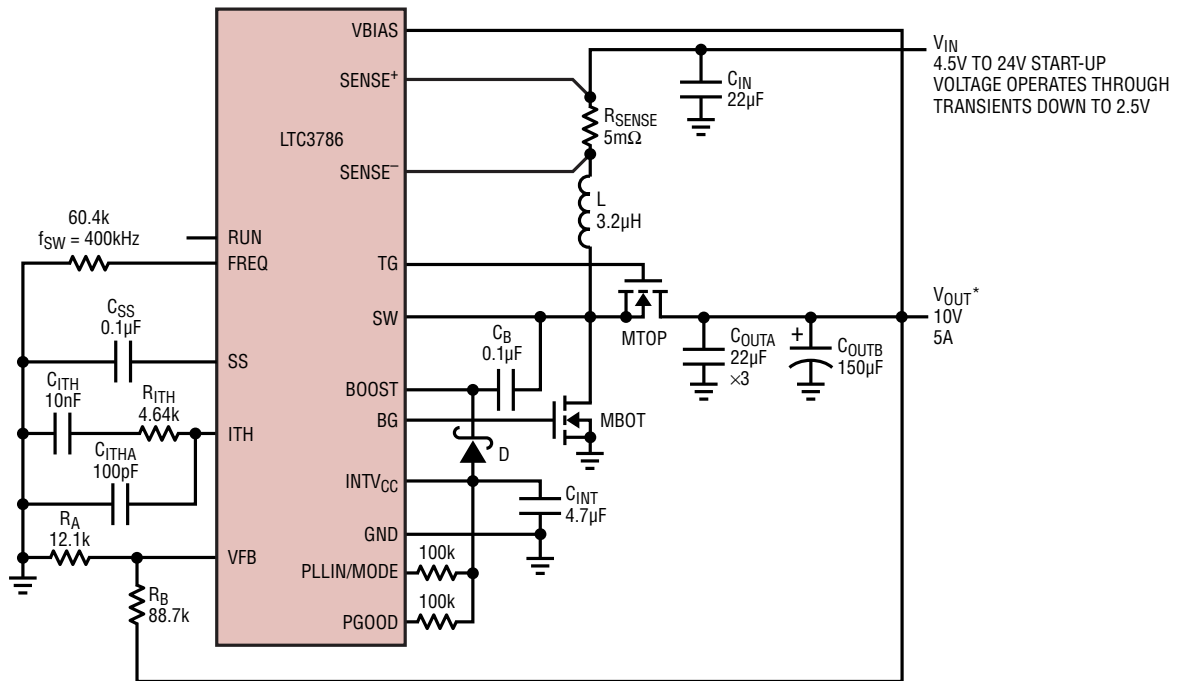 LTC3786
VBIAS
SENSE+
SENSE–
RUN
FREQ
TG
SW
SS
BOOST
BG
ITH
INTVCC
GND
VFB
PLLIN/MODE
PGOOD
60.4k
fSW = 400kHz
CSS
0.1µF
CITH
10nF
RITH
4.64k
CITHA
100pF
RA
12.1k
RB
88.7k
VIN
4.5V TO 24V START-UP
VOLTAGE OPERATES THROUGH
TRANSIENTS DOWN TO 2.5V
CIN
22µF
RSENSE
5mΩ
L
3.2µH
MTOP
CB
0.1µF
MBOT
D
CINT
4.7µF
100k
100k
COUTA
22µF
×3
+
COUTB
150µF
VOUT*
10V
5A